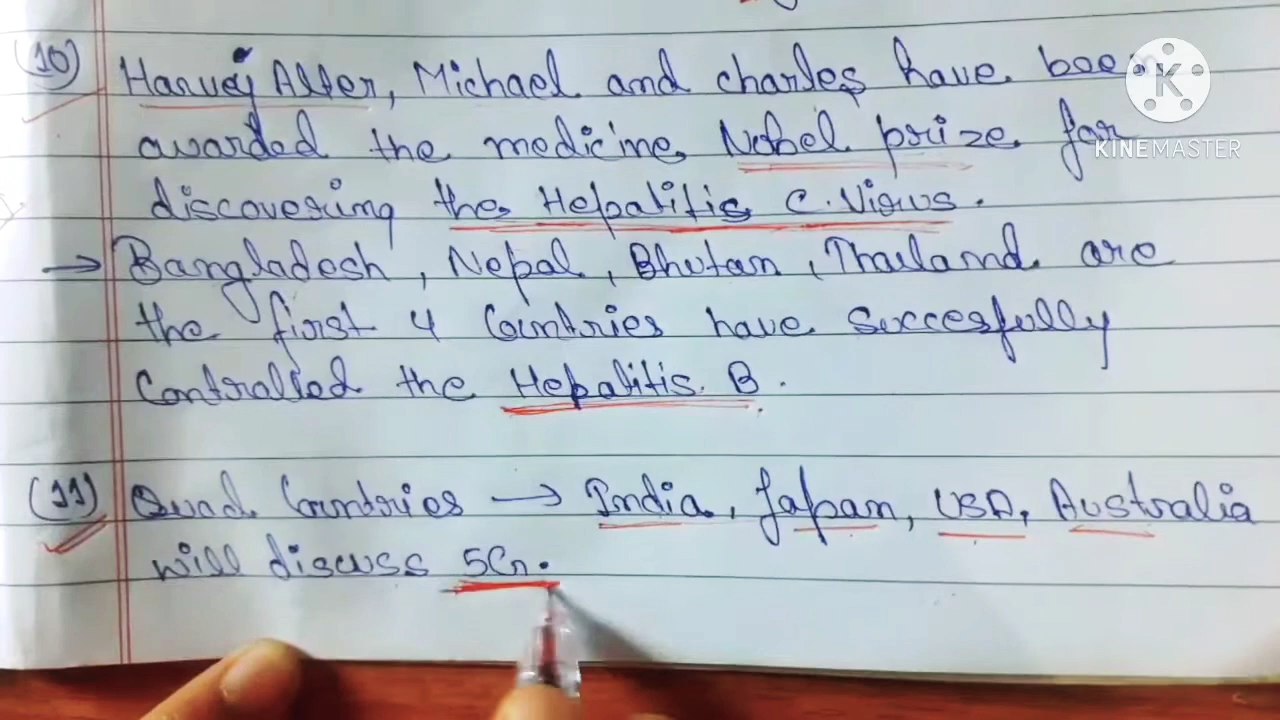 (10) Harvey Alter, Michael and charles have been
awarded the medicine Nobel prize for
discovering the Hepatitis C. Virus.
→ Bangladesh, Nepal, Bhutan, Thailand are
the first 4 Countries have Succesfully
Controlled the Hepatitis B.
(11) Quad Countries → India, Japan, USA, Australia
will discuss 5G.
KINEMASTER